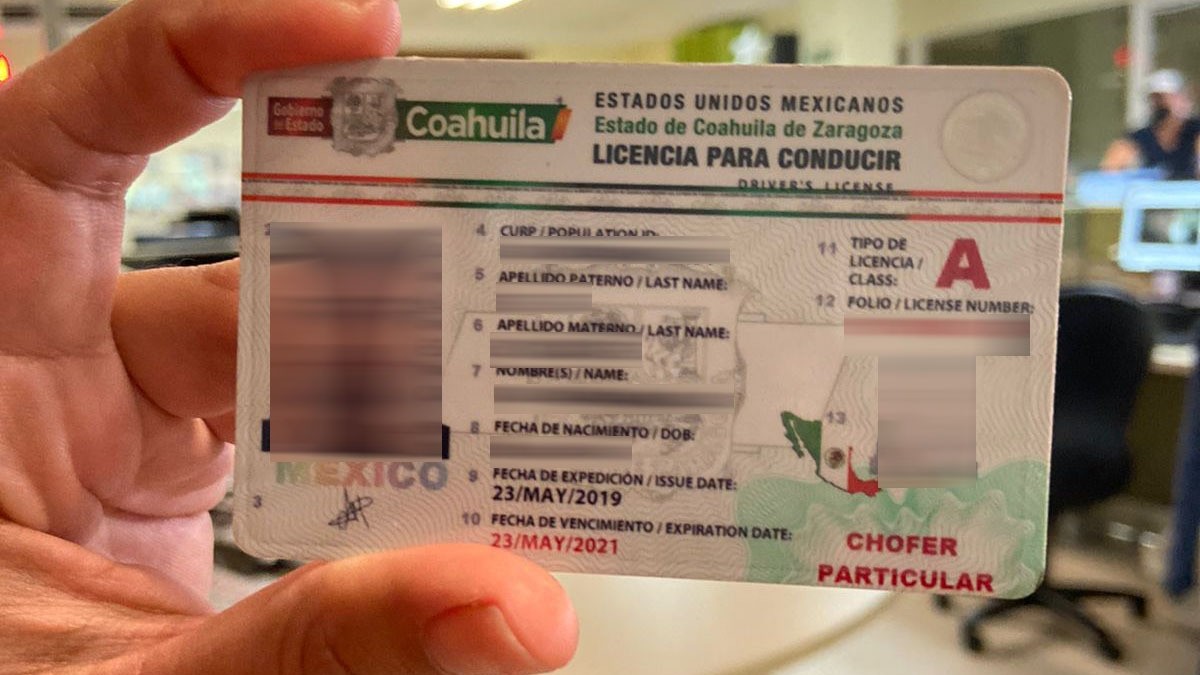 Gobierno
de Estado
Coahuila
ESTADOS UNIDOS MEXICANOS
Estado de Coahuila de Zaragoza
LICENCIA PARA CONDUCIR
DRIVER'S LICENSE
4 CURP / POPULATION ID:
5 APELLIDO PATERNO / LAST NAME:
6 APELLIDO MATERNO / LAST NAME:
7 NOMBRE(S) / NAME:
8 FECHA DE NACIMIENTO / DOB:
9 FECHA DE EXPEDICIÓN / ISSUE DATE:
23/MAY/2019
10 FECHA DE VENCIMIENTO / EXPIRATION DATE:
23/MAY/2021
11 TIPO DE
LICENCIA /
CLASS:
A
12 FOLIO / LICENSE NUMBER:
13
CHOFER
PARTICULAR
MEXICO
3